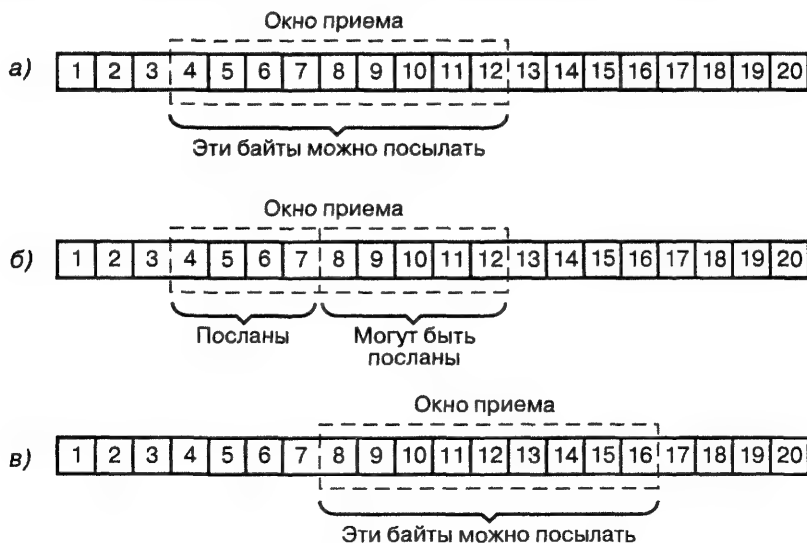 Окно приема
а) 1 2 3 4 5 6 7 8 9 10 11 12 13 14 15 16 17 18 19 20
Эти байты можно посылать
Окно приема
б) 1 2 3 4 5 6 7 8 9 10 11 12 13 14 15 16 17 18 19 20
Посланы Могут быть
посланы
Окно приема
в) 1 2 3 4 5 6 7 8 9 10 11 12 13 14 15 16 17 18 19 20
Эти байты можно посылать